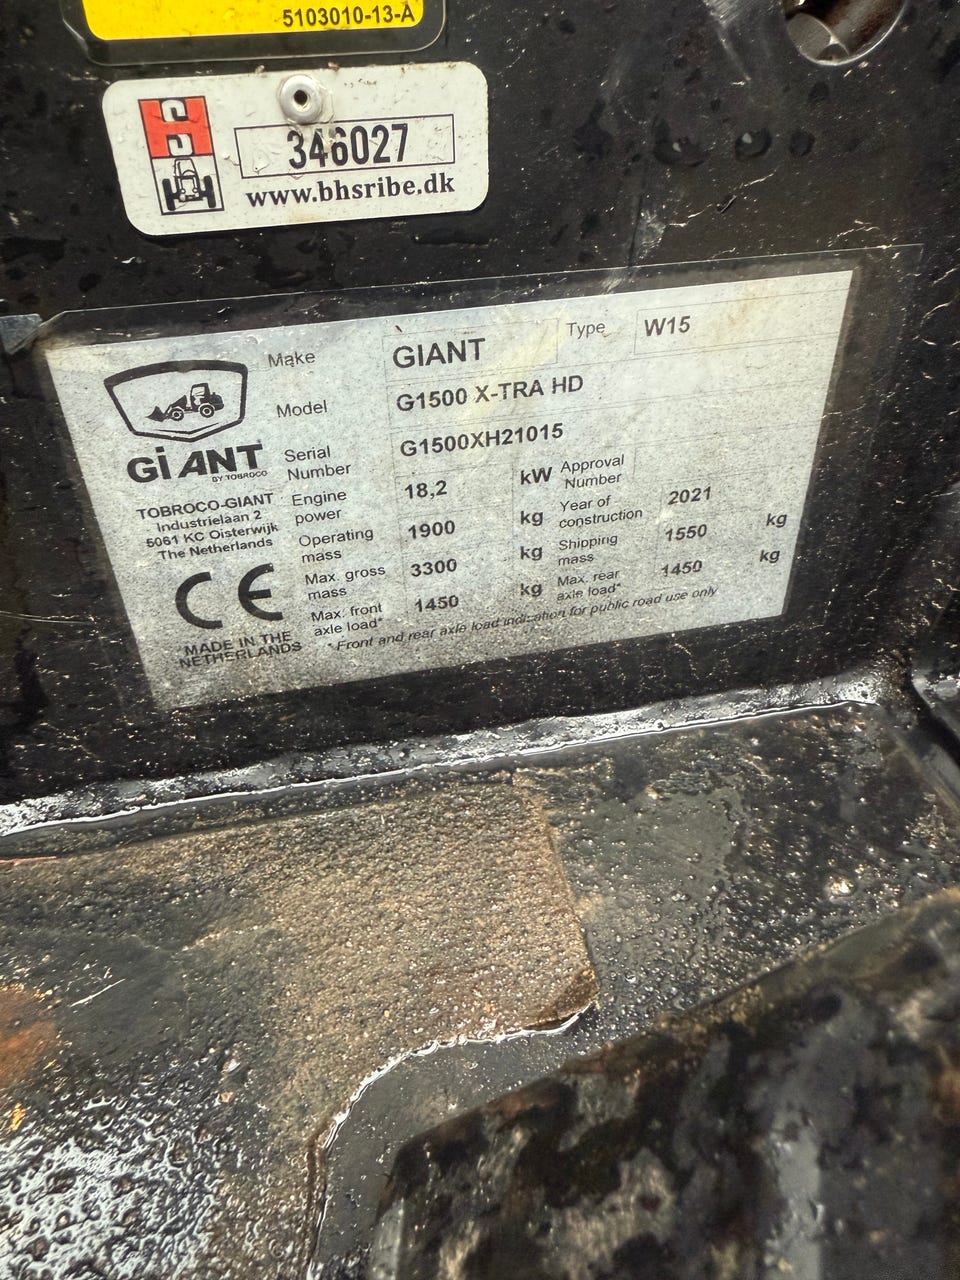 5103010-13-A
HS
346027
www.bhsribe.dk
Make GIANT Type W15
Model G1500 X-TRA HD
GiANT
BY TOBROCO
Serial Number G1500XH21015
TOBROCO-GIANT
Industrielaan 2
5061 KC Oisterwijk
The Netherlands
Engine power 18,2 kW Approval Number
Operating mass 1900 kg Year of construction 2021
Max. gross mass 3300 kg Shipping mass 1550 kg
Max. front axle load* 1450 kg Max. rear axle load* 1450 kg
CE
MADE IN THE
NETHERLANDS
*Front and rear axle load indication for public road use only